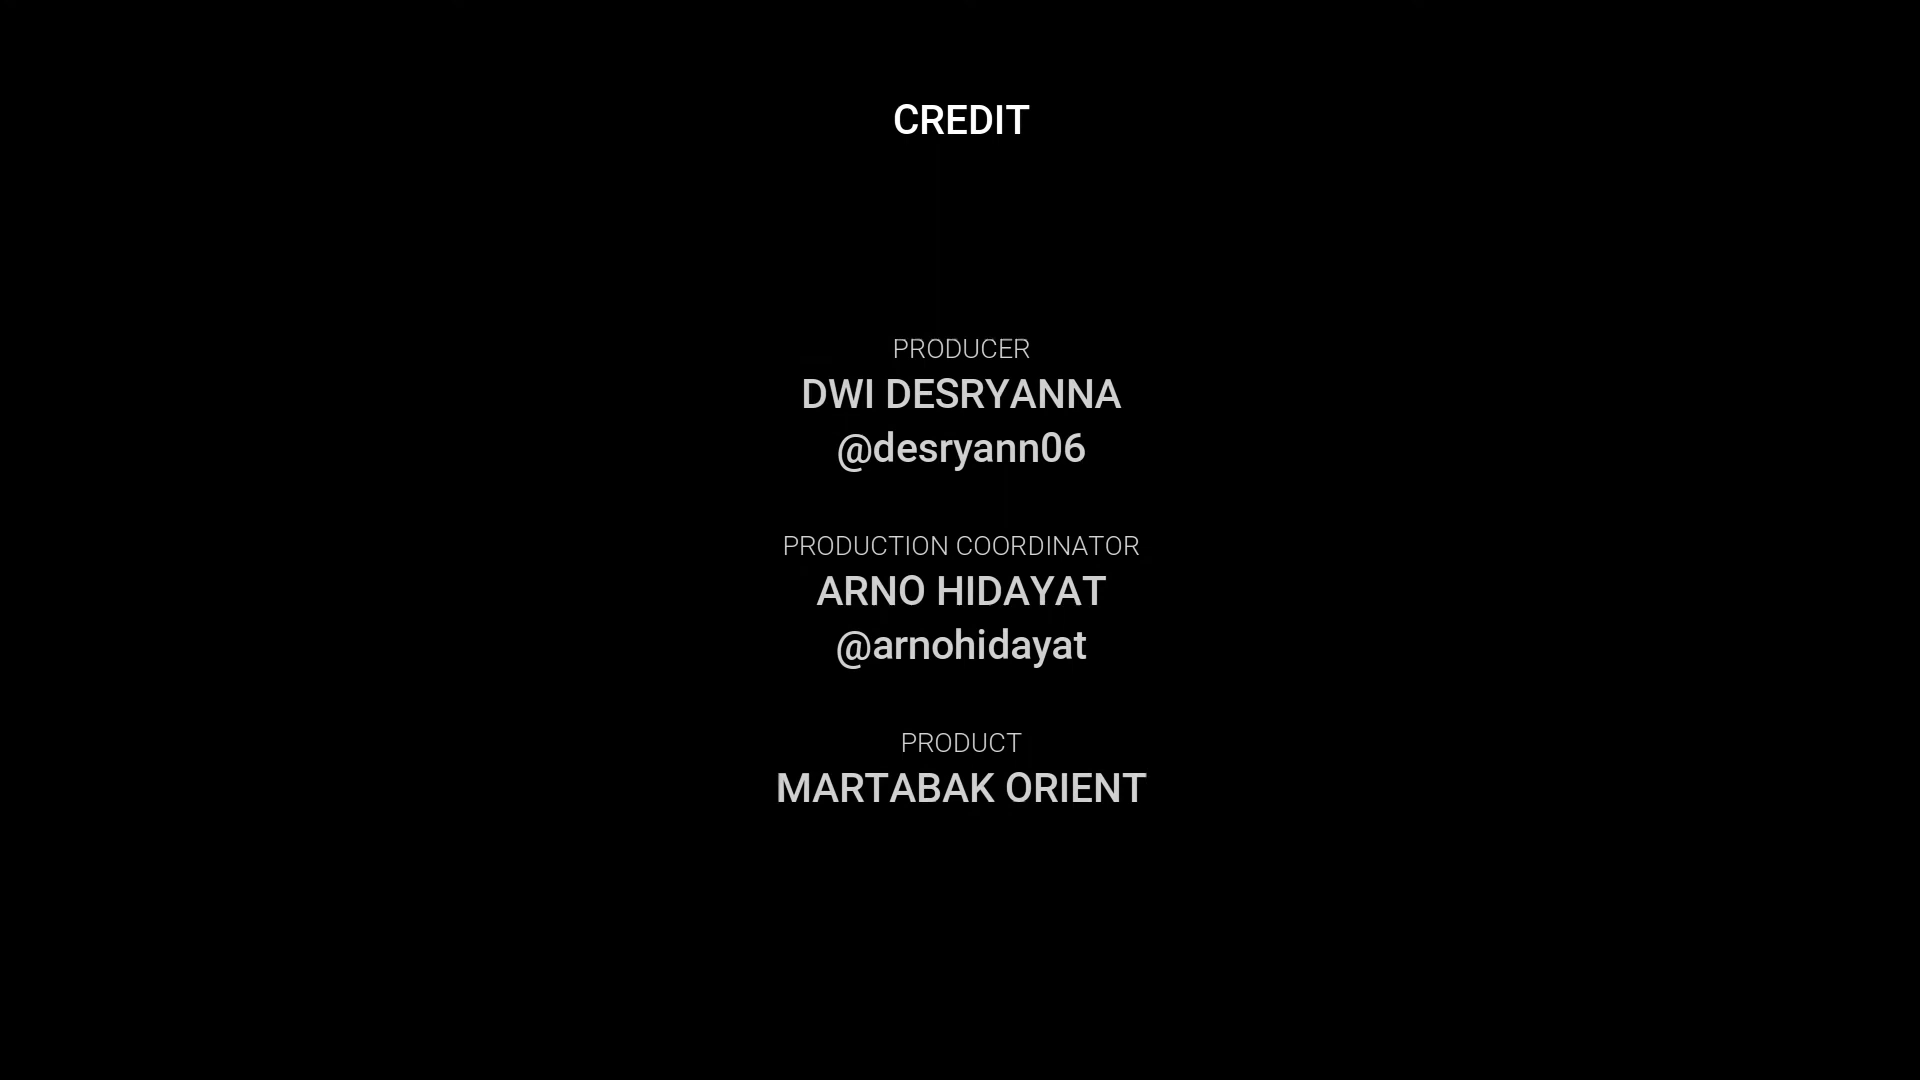 CREDIT
PRODUCER
DWI DESRYANNA
@desryann06
PRODUCTION COORDINATOR
ARNO HIDAYAT
@arnohidayat
PRODUCT
MARTABAK ORIENT